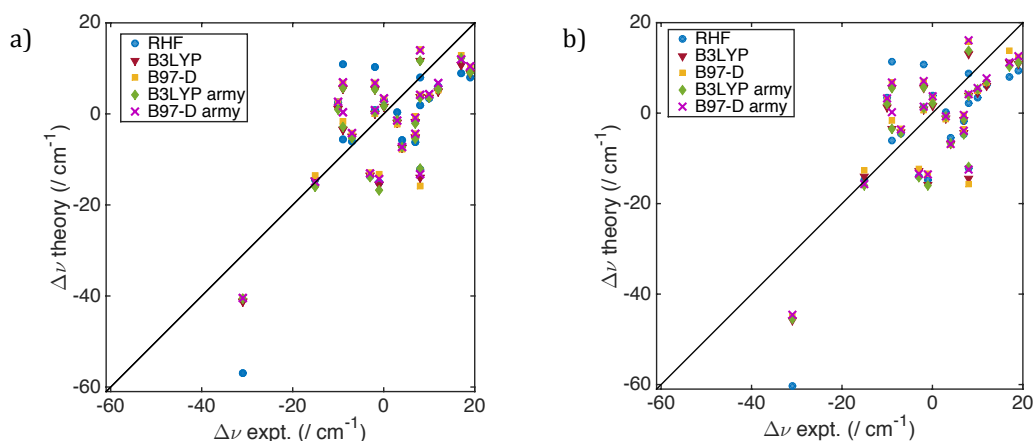 a)
20
0
-20
-40
-60
Δν theory (/ cm⁻¹)
RHF
B3LYP
B97-D
B3LYP army
B97-D army
-60
-40
-20
0
20
Δν expt. (/ cm⁻¹)
b)
20
0
-20
-40
-60
Δν theory (/ cm⁻¹)
RHF
B3LYP
B97-D
B3LYP army
B97-D army
-60
-40
-20
0
20
Δν expt. (/ cm⁻¹)